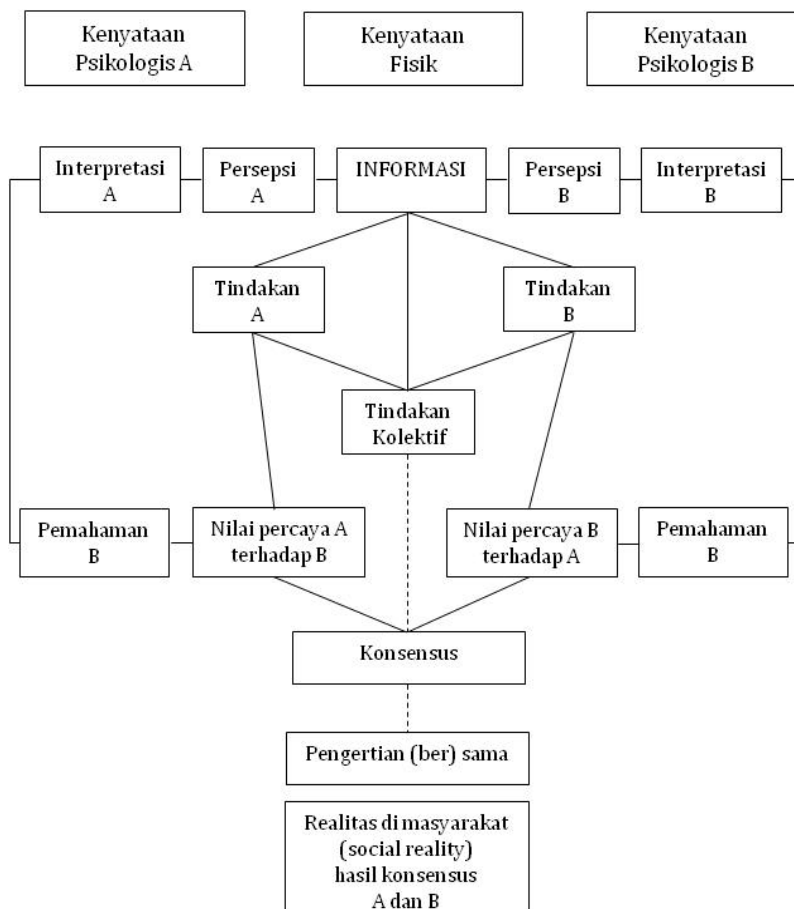 Kenyataan
Psikologis A
Kenyataan
Fisik
Kenyataan
Psikologis B
Interpretasi
A
Persepsi
A
INFORMASI
Persepsi
B
Interpretasi
B
Tindakan
A
Tindakan
B
Tindakan
Kolektif
Pemahaman
B
Nilai percaya A
terhadap B
Nilai percaya B
terhadap A
Pemahaman
B
Konsensus
Pengertian (ber) sama
Realitas di masyarakat
(social reality)
hasil konsensus
A dan B